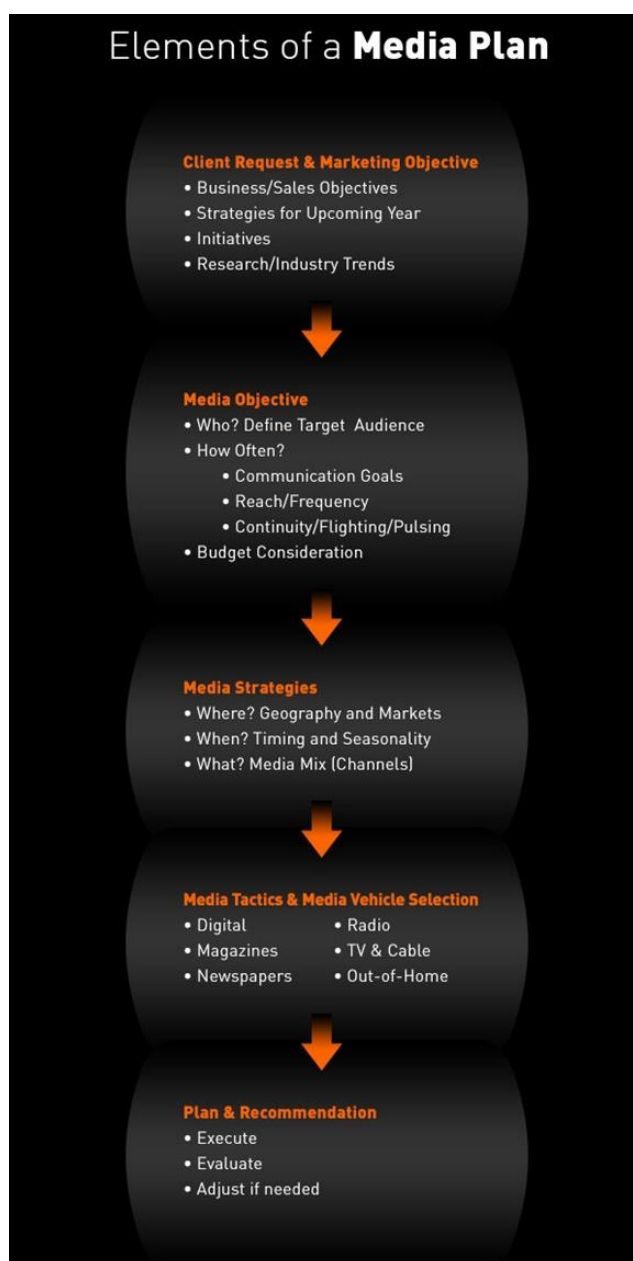 Elements of a Media Plan
Client Request & Marketing Objective
• Business/Sales Objectives
• Strategies for Upcoming Year
• Initiatives
• Research/Industry Trends
Media Objective
• Who? Define Target Audience
• How Often?
• Communication Goals
• Reach/Frequency
• Continuity/Flighting/Pulsing
• Budget Consideration
Media Strategies
• Where? Geography and Markets
• When? Timing and Seasonality
• What? Media Mix (Channels)
Media Tactics & Media Vehicle Selection
• Digital
• Magazines
• Newspapers
• Radio
• TV & Cable
• Out-of-Home
Plan & Recommendation
• Execute
• Evaluate
• Adjust if needed